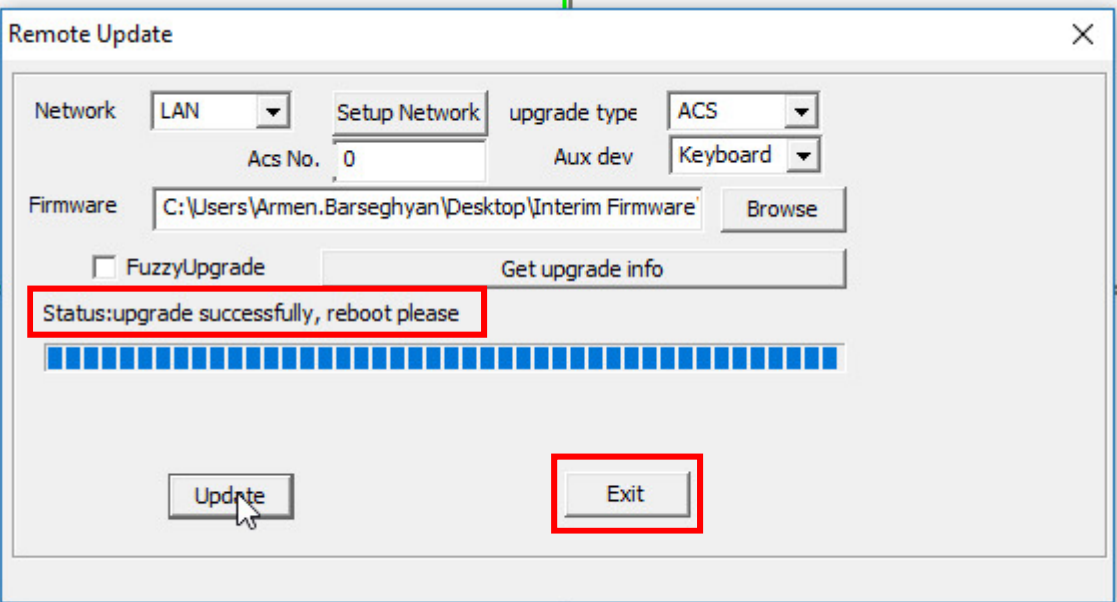 Remote Update
Network LAN Setup Network upgrade type ACS
Acs No. 0 Aux dev Keyboard
Firmware C:\Users\Armen.Barseghyan\Desktop\Interim Firmware\ Browse
FuzzyUpgrade Get upgrade info
Status:upgrade successfully, reboot please
Update Exit